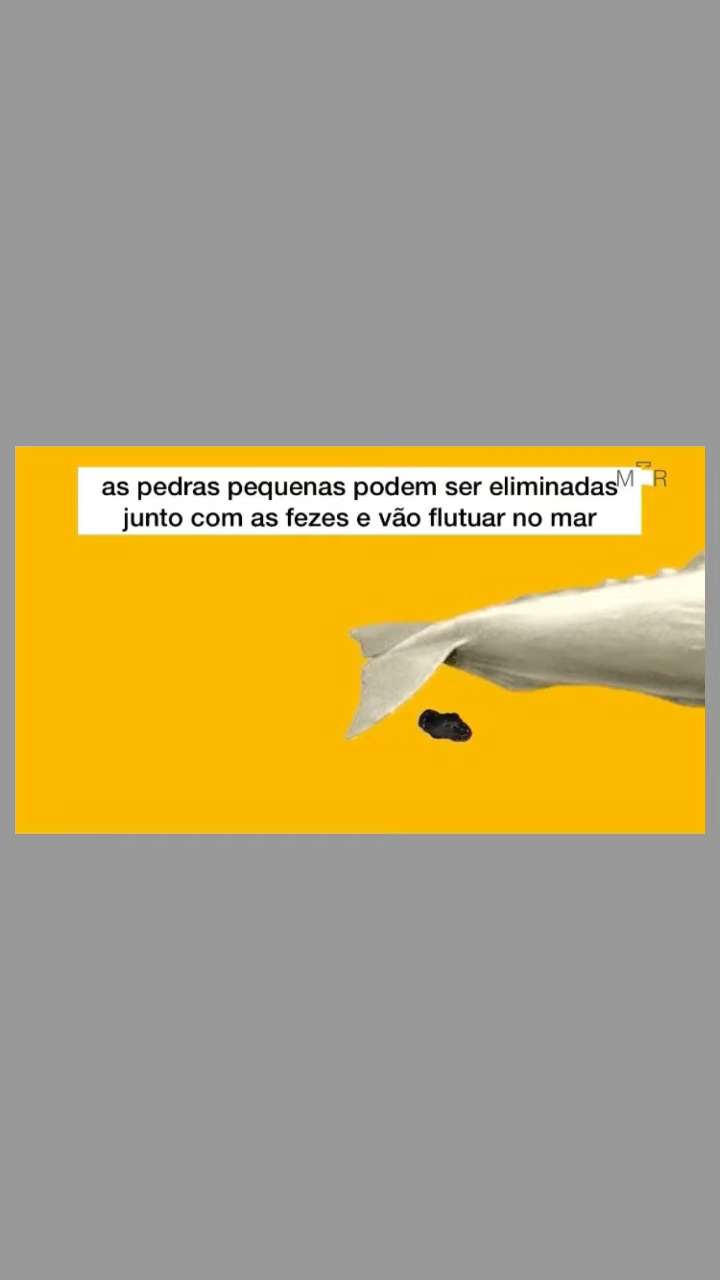 as pedras pequenas podem ser eliminadas
junto com as fezes e vão flutuar no mar